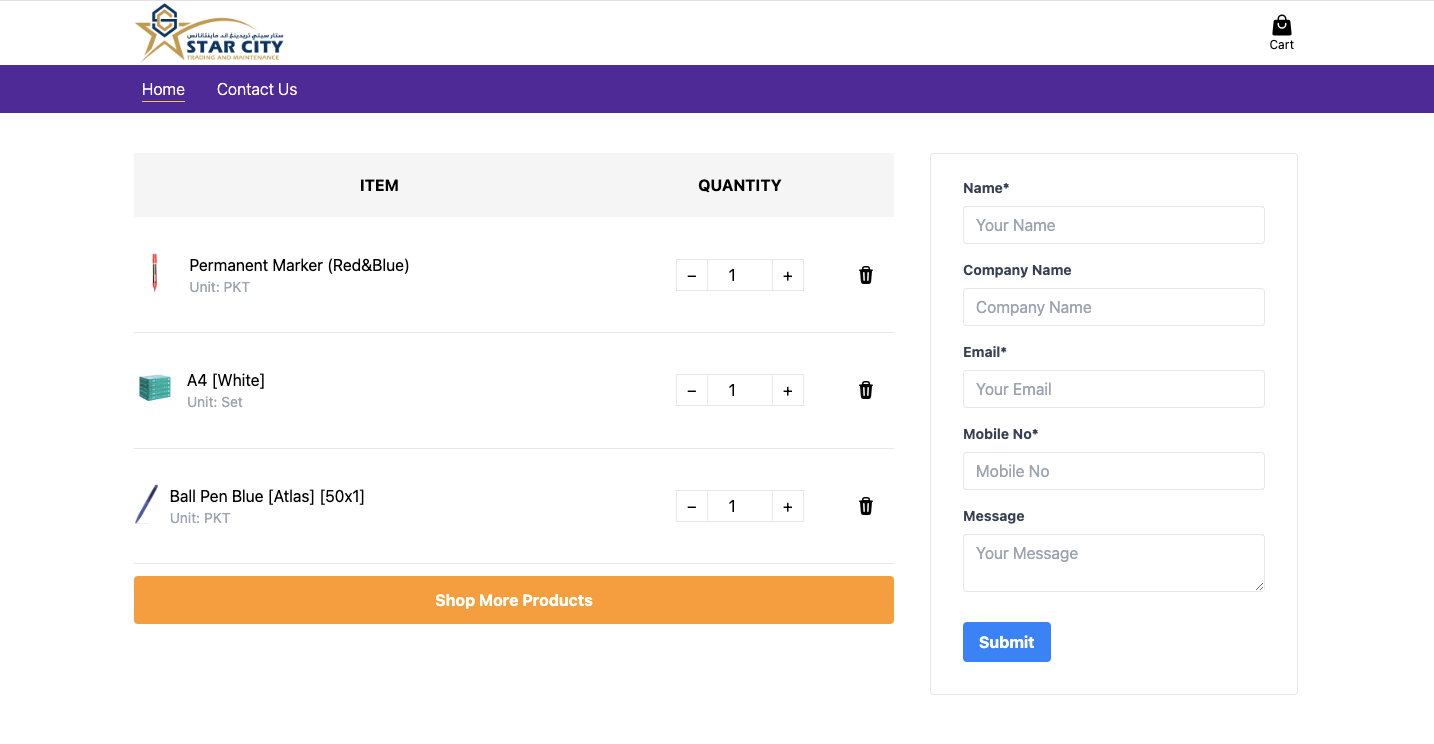 ستار سيتي تريدينغ اند ماينتنانس
STAR CITY
TRADING AND MAINTENANCE
Cart
Home
Contact Us
ITEM
QUANTITY
Permanent Marker (Red&Blue)
Unit: PKT
− 1 +
A4 [White]
Unit: Set
− 1 +
Ball Pen Blue [Atlas] [50x1]
Unit: PKT
− 1 +
Shop More Products
Name*
Your Name
Company Name
Company Name
Email*
Your Email
Mobile No*
Mobile No
Message
Your Message
Submit